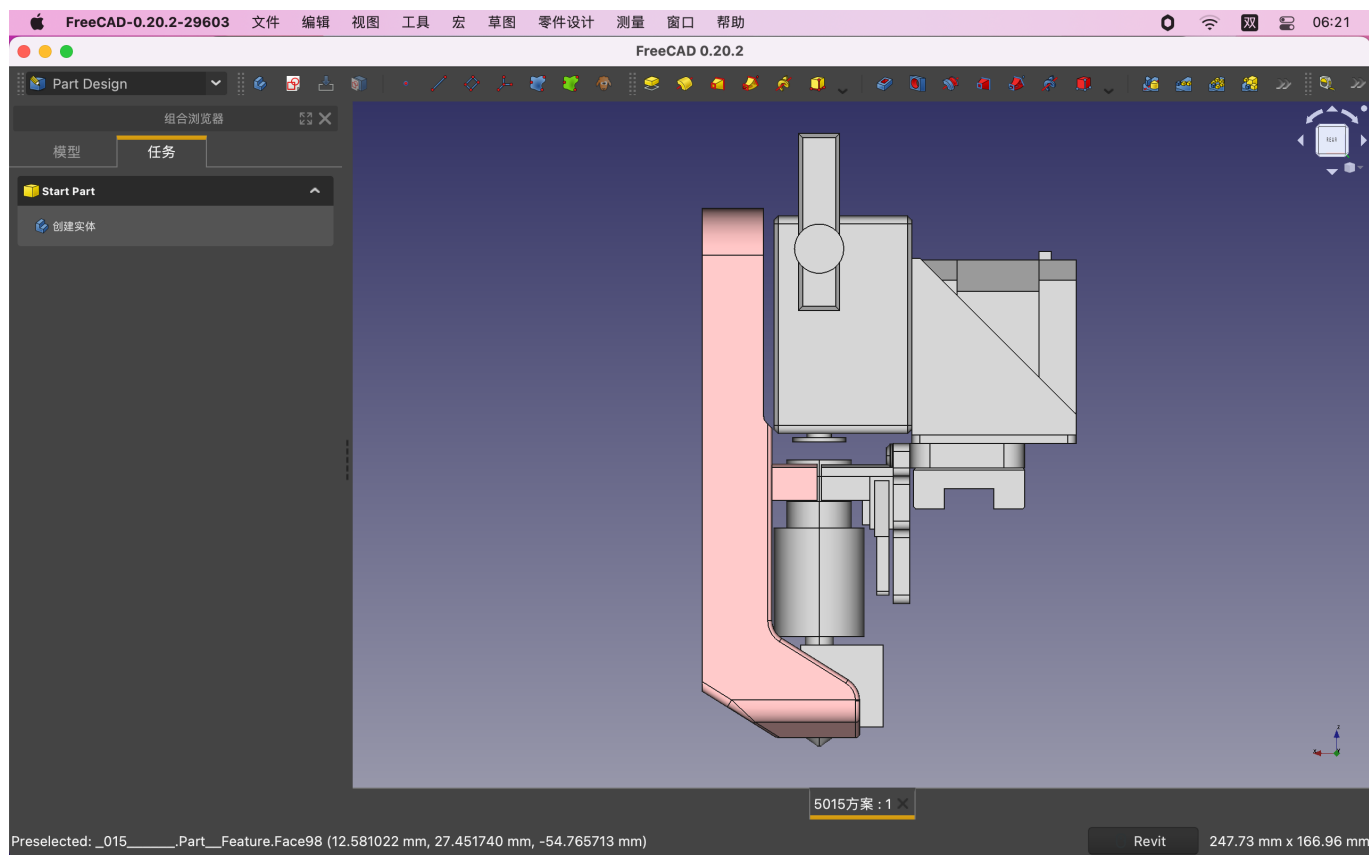 FreeCAD-0.20.2-29603 文件 编辑 视图 工具 宏 草图 零件设计 测量 窗口 帮助 双 06:21
FreeCAD 0.20.2
Part Design
组合浏览器
模型 任务
Start Part
创建实体
5015方案 : 1
Preselected: _015______.Part__Feature.Face98 (12.581022 mm, 27.451740 mm, -54.765713 mm) Revit 247.73 mm x 166.96 mm